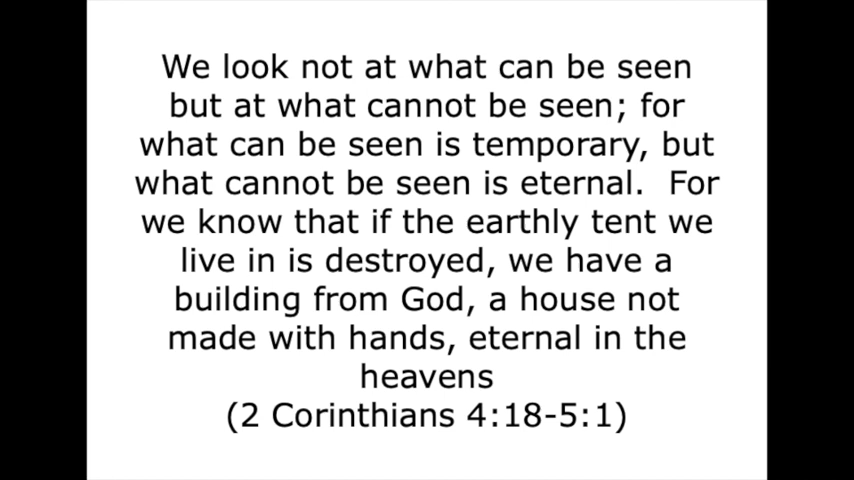 We look not at what can be seen
but at what cannot be seen; for
what can be seen is temporary, but
what cannot be seen is eternal.  For
we know that if the earthly tent we
live in is destroyed, we have a
building from God, a house not
made with hands, eternal in the
heavens
(2 Corinthians 4:18-5:1)